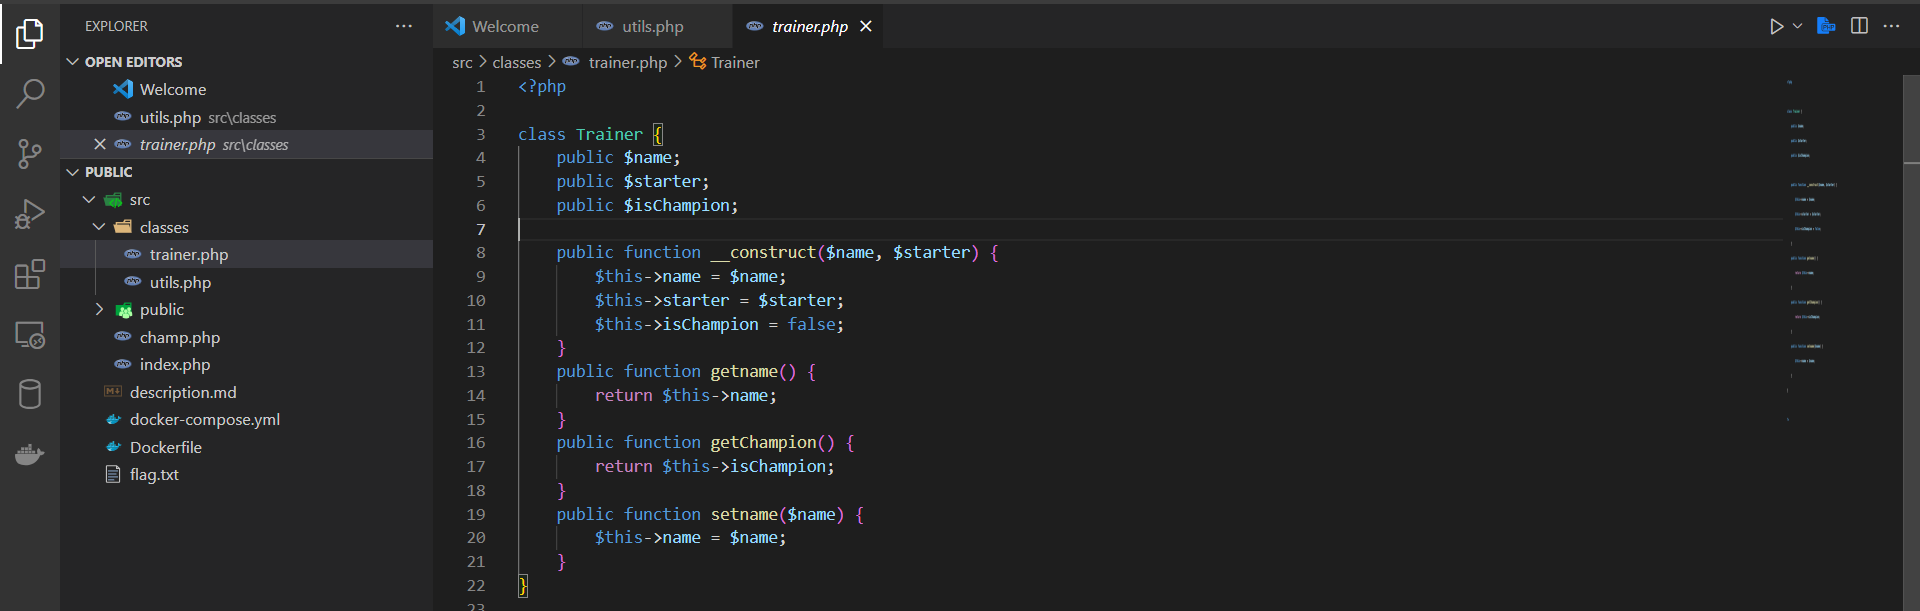 EXPLORER
OPEN EDITORS
Welcome
utils.php src\classes
trainer.php src\classes
PUBLIC
src
classes
trainer.php
utils.php
public
champ.php
index.php
description.md
docker-compose.yml
Dockerfile
flag.txt
Welcome
utils.php
trainer.php
src > classes > trainer.php > Trainer
1 <?php
2
3 class Trainer {
4     public $name;
5     public $starter;
6     public $isChampion;
7
8     public function __construct($name, $starter) {
9         $this->name = $name;
10         $this->starter = $starter;
11         $this->isChampion = false;
12     }
13     public function getname() {
14         return $this->name;
15     }
16     public function getChampion() {
17         return $this->isChampion;
18     }
19     public function setname($name) {
20         $this->name = $name;
21     }
22 }
23